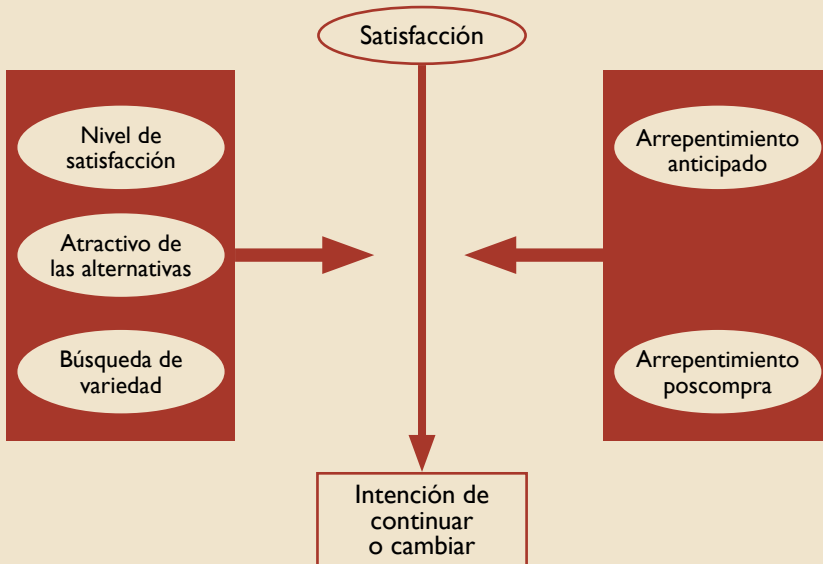 Satisfacción
Nivel de
satisfacción
Atractivo de
las alternativas
Búsqueda de
variedad
Arrepentimiento
anticipado
Arrepentimiento
poscompra
Intención de
continuar
o cambiar